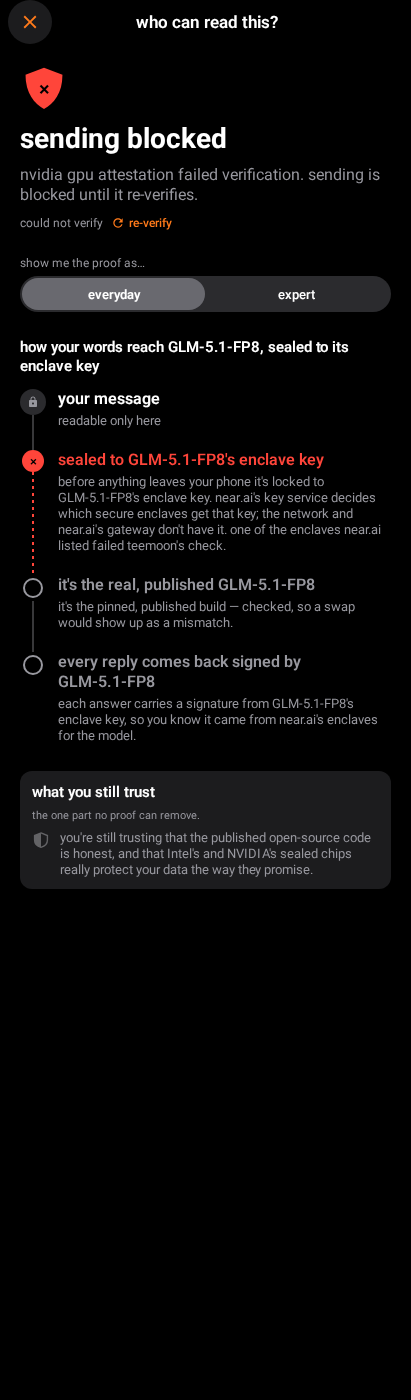 who can read this?
sending blocked
nvidia gpu attestation failed verification. sending is
blocked until it re-verifies.
could not verify re-verify
show me the proof as…
everyday expert
how your words reach GLM-5.1-FP8, sealed to its
enclave key
your message
readable only here
sealed to GLM-5.1-FP8's enclave key
before anything leaves your phone it's locked to
GLM-5.1-FP8's enclave key. near.ai's key service decides
which secure enclaves get that key; the network and
near.ai's gateway don't have it. one of the enclaves near.ai
listed failed teemoon's check.
it's the real, published GLM-5.1-FP8
it's the pinned, published build — checked, so a swap
would show up as a mismatch.
every reply comes back signed by
GLM-5.1-FP8
each answer carries a signature from GLM-5.1-FP8's
enclave key, so you know it came from near.ai's enclaves
for the model.
what you still trust
the one part no proof can remove.
you're still trusting that the published open-source code
is honest, and that Intel's and NVIDIA's sealed chips
really protect your data the way they promise.